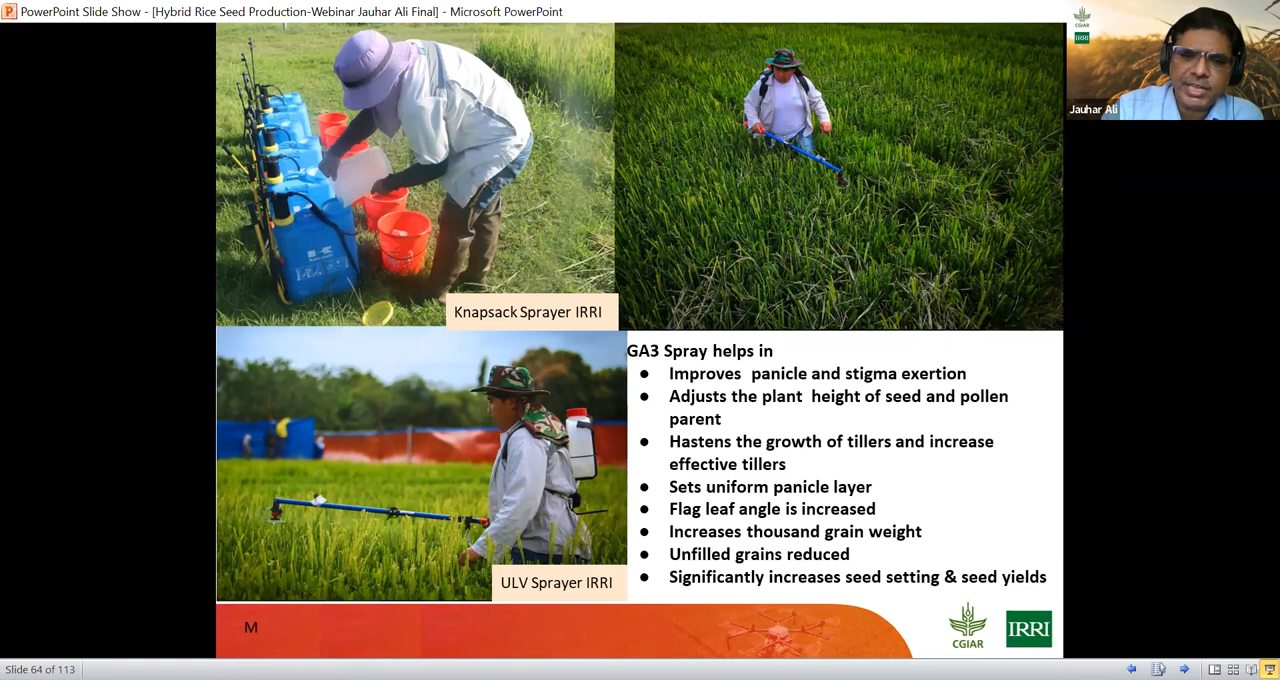 PowerPoint Slide Show - [Hybrid Rice Seed Production-Webinar Jauhar Ali Final] - Microsoft PowerPoint
CGIAR
IRRI
Jauhar Ali
Knapsack Sprayer IRRI
GA3 Spray helps in
● Improves  panicle and stigma exertion
● Adjusts the plant  height of seed and pollen
parent
● Hastens the growth of tillers and increase
effective tillers
● Sets uniform panicle layer
● Flag leaf angle is increased
● Increases thousand grain weight
● Unfilled grains reduced
● Significantly increases seed setting & seed yields
ULV Sprayer IRRI
M
CGIAR
IRRI
Slide 64 of 113